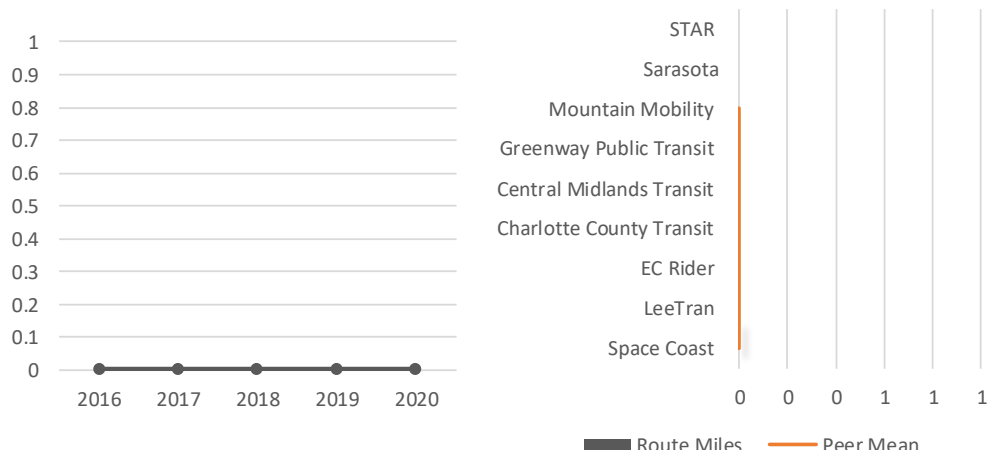 1
0.9
0.8
0.7
0.6
0.5
0.4
0.3
0.2
0.1
0
2016 2017 2018 2019 2020
STAR
Sarasota
Mountain Mobility
Greenway Public Transit
Central Midlands Transit
Charlotte County Transit
EC Rider
LeeTran
Space Coast
0 0 0 1 1 1
Route Miles Peer Mean